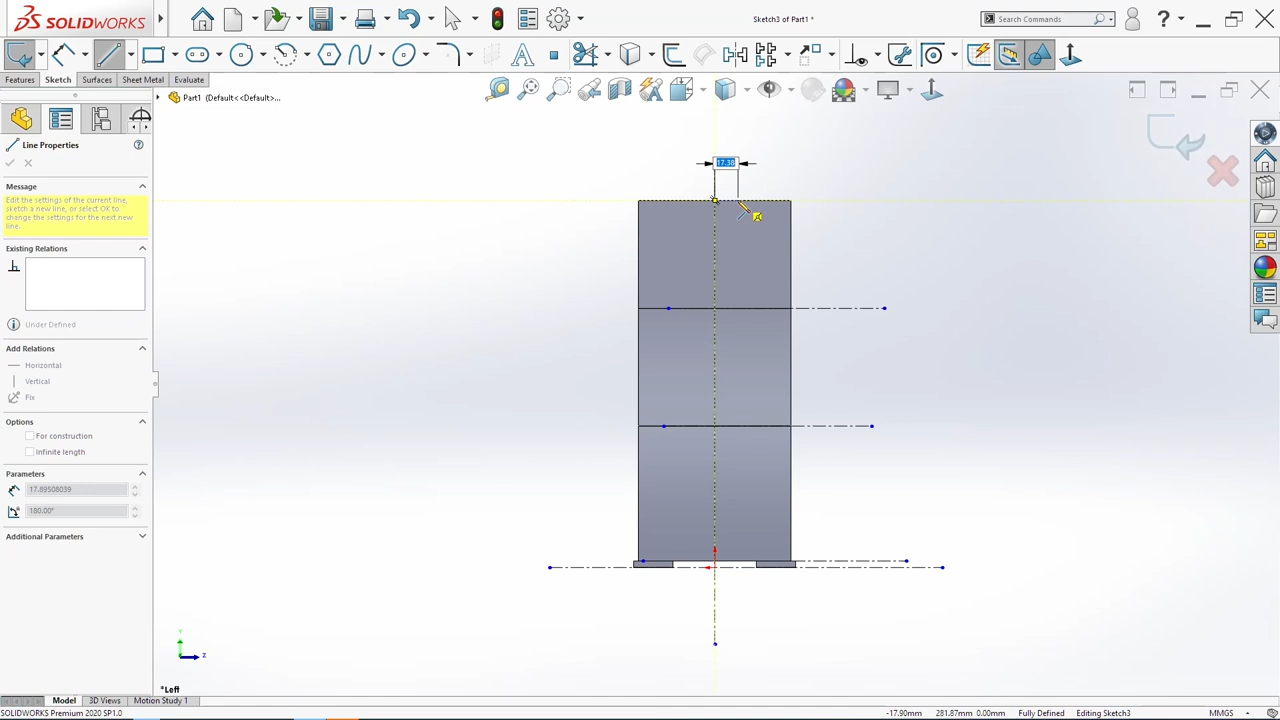 SOLIDWORKS
Sketch3 of Part1 *
Search Commands
?
Features
Sketch
Surfaces
Sheet Metal
Evaluate
Part1 (Default<<Default>...
Line Properties
Message
Edit the settings of the current line,
sketch a new line, or select OK to
change the settings for the next new
line.
Existing Relations
Under Defined
Add Relations
Horizontal
Vertical
Fix
Options
For construction
Infinite length
Parameters
17.89508039
180.00°
Additional Parameters
17.38
Y
Z
*Left
Model
3D Views
Motion Study 1
SOLIDWORKS Premium 2020 SP1.0
-17.90mm
281.87mm 0.00mm
Fully Defined
Editing Sketch3
MMGS